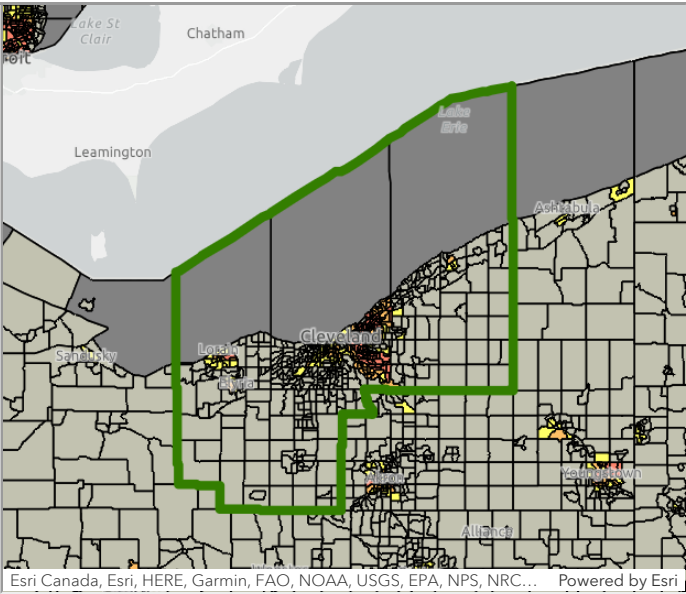 Lake St
Clair
Chatham
roit
Leamington
Lake
Erie
Ashtabula
Cleveland
Lorain
Sandusky
Elyria
Akron
Youngstown
Alliance
Esri Canada, Esri, HERE, Garmin, FAO, NOAA, USGS, EPA, NPS, NRC... Powered by Esri